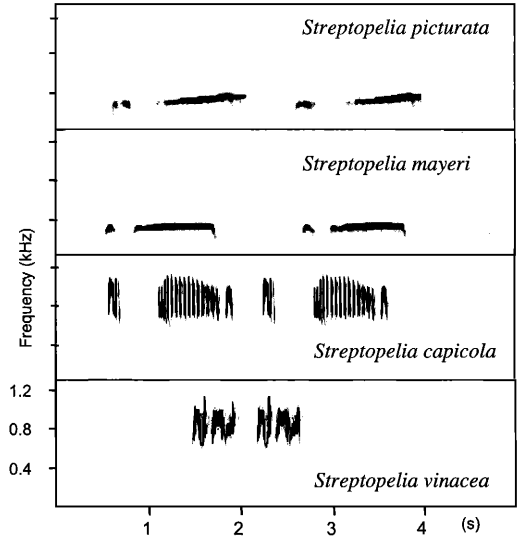 Streptopelia picturata
Streptopelia mayeri
Frequency (kHz)
Streptopelia capicola
1.2
0.8
0.4
Streptopelia vinacea
1 2 3 4 (s)